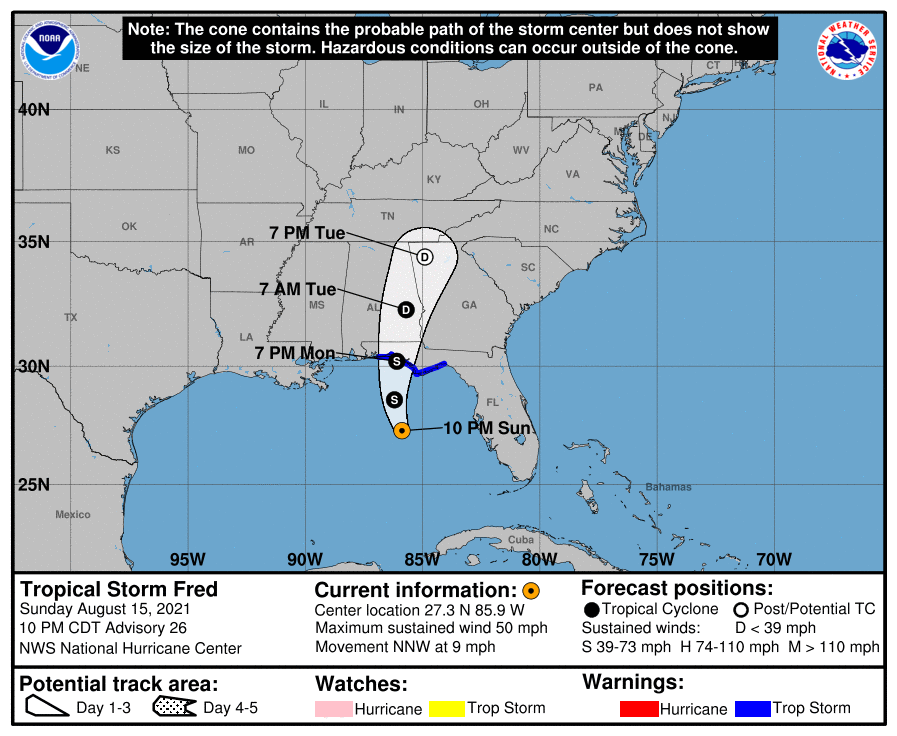 Note: The cone contains the probable path of the storm center but does not show
the size of the storm. Hazardous conditions can occur outside of the cone.
NOAA
NATIONAL WEATHER SERVICE
NE
CT
PA
40N
IL
IN
OH
NJ
DE
KS
MO
WV
VA
KY
OK
TN
NC
7 PM Tue
35N
AR
D
SC
7 AM Tue
MS
AL
D
GA
TX
LA
7 PM Mon
30N
S
S
FL
10 PM Sun
25N
Bahamas
Mexico
Cuba
95W
90W
85W
80W
75W
70W
Tropical Storm Fred
Sunday August 15, 2021
10 PM CDT Advisory 26
NWS National Hurricane Center
Current information:
Center location 27.3 N 85.9 W
Maximum sustained wind 50 mph
Movement NNW at 9 mph
Forecast positions:
Tropical Cyclone Post/Potential TC
Sustained winds: D < 39 mph
S 39-73 mph H 74-110 mph M > 110 mph
Potential track area:
Day 1-3 Day 4-5
Watches:
Hurricane Trop Storm
Warnings:
Hurricane Trop Storm